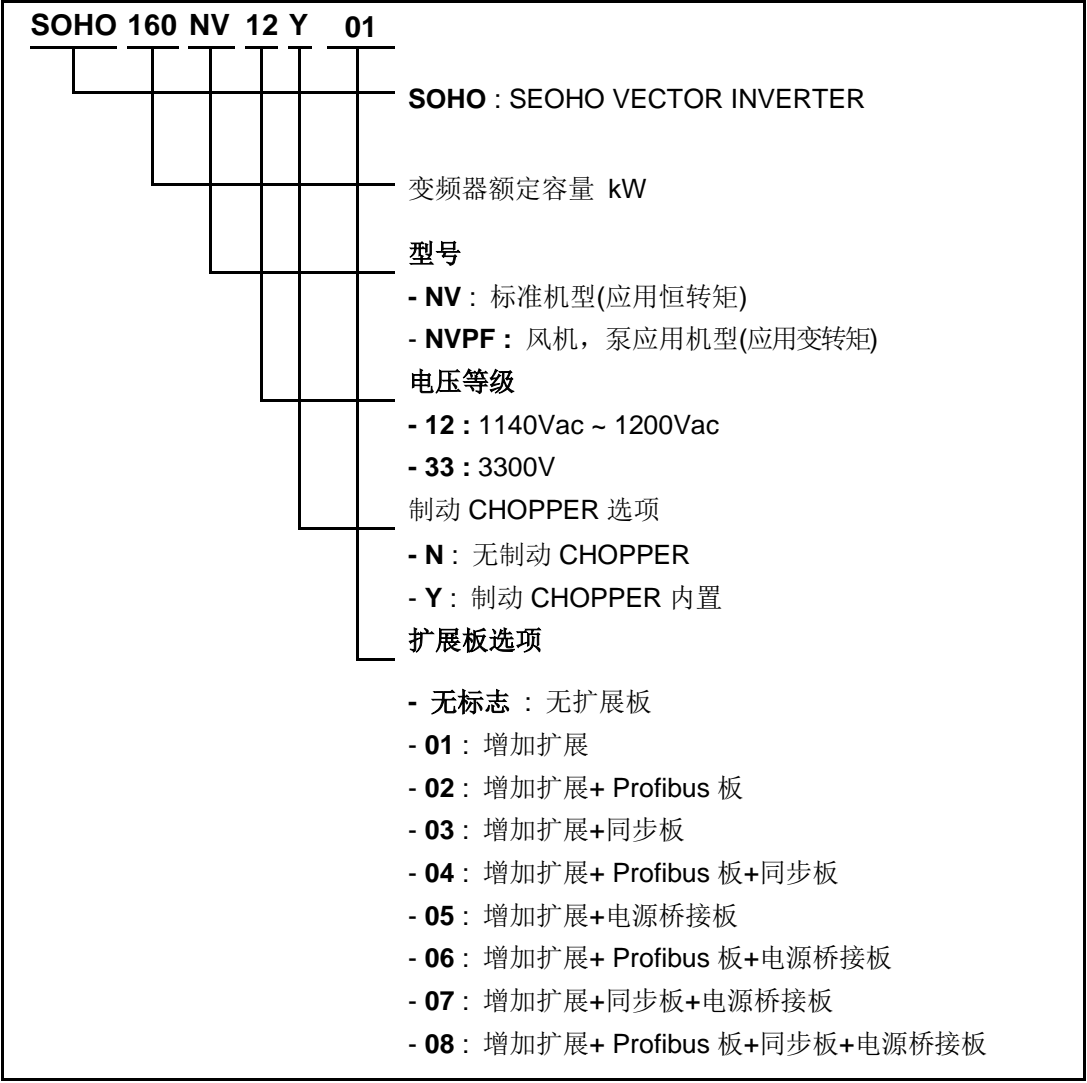 SOHO 160 NV 12 Y 01
SOHO : SEOHO VECTOR INVERTER
变频器额定容量 kW
型号
- NV : 标准机型(应用恒转矩)
- NVPF : 风机，泵应用机型(应用变转矩)
电压等级
- 12 : 1140Vac ~ 1200Vac
- 33 : 3300V
制动 CHOPPER 选项
- N : 无制动 CHOPPER
- Y : 制动 CHOPPER 内置
扩展板选项
- 无标志 : 无扩展板
- 01 : 增加扩展
- 02 : 增加扩展+ Profibus 板
- 03 : 增加扩展+同步板
- 04 : 增加扩展+ Profibus 板+同步板
- 05 : 增加扩展+电源桥接板
- 06 : 增加扩展+ Profibus 板+电源桥接板
- 07 : 增加扩展+同步板+电源桥接板
- 08 : 增加扩展+ Profibus 板+同步板+电源桥接板